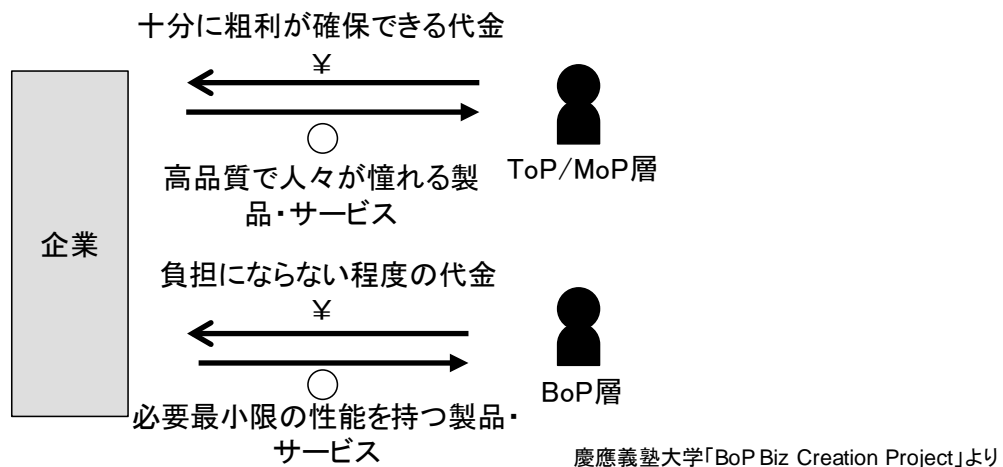 十分に粗利が確保できる代金
￥
○
高品質で人々が憧れる製
品・サービス
ToP/MoP層
企業
負担にならない程度の代金
￥
○
必要最小限の性能を持つ製品・
サービス
BoP層
慶應義塾大学「BoP Biz Creation Project」より